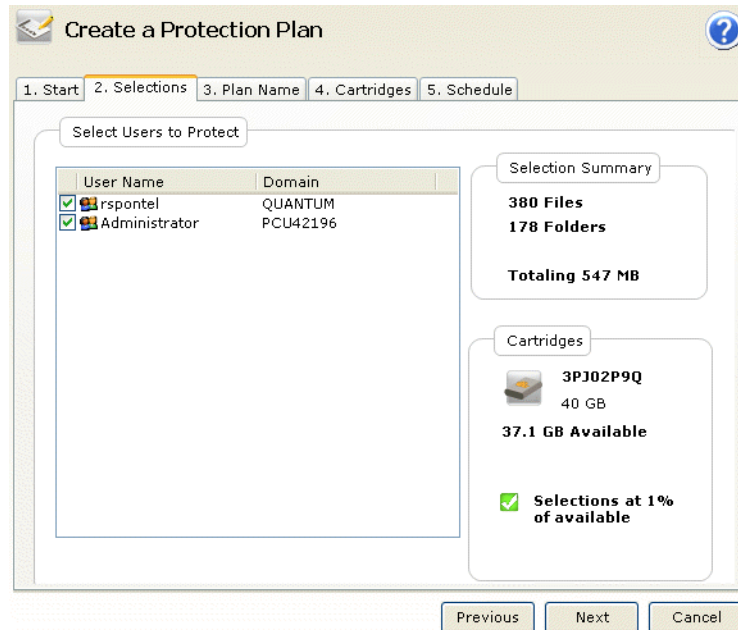 Create a Protection Plan
?
1. Start 2. Selections 3. Plan Name 4. Cartridges 5. Schedule
Select Users to Protect
User Name Domain
rspontel QUANTUM
Administrator PCU42196
Selection Summary
380 Files
178 Folders
Totaling 547 MB
Cartridges
3PJ02P9Q
40 GB
37.1 GB Available
Selections at 1%
of available
Previous Next Cancel